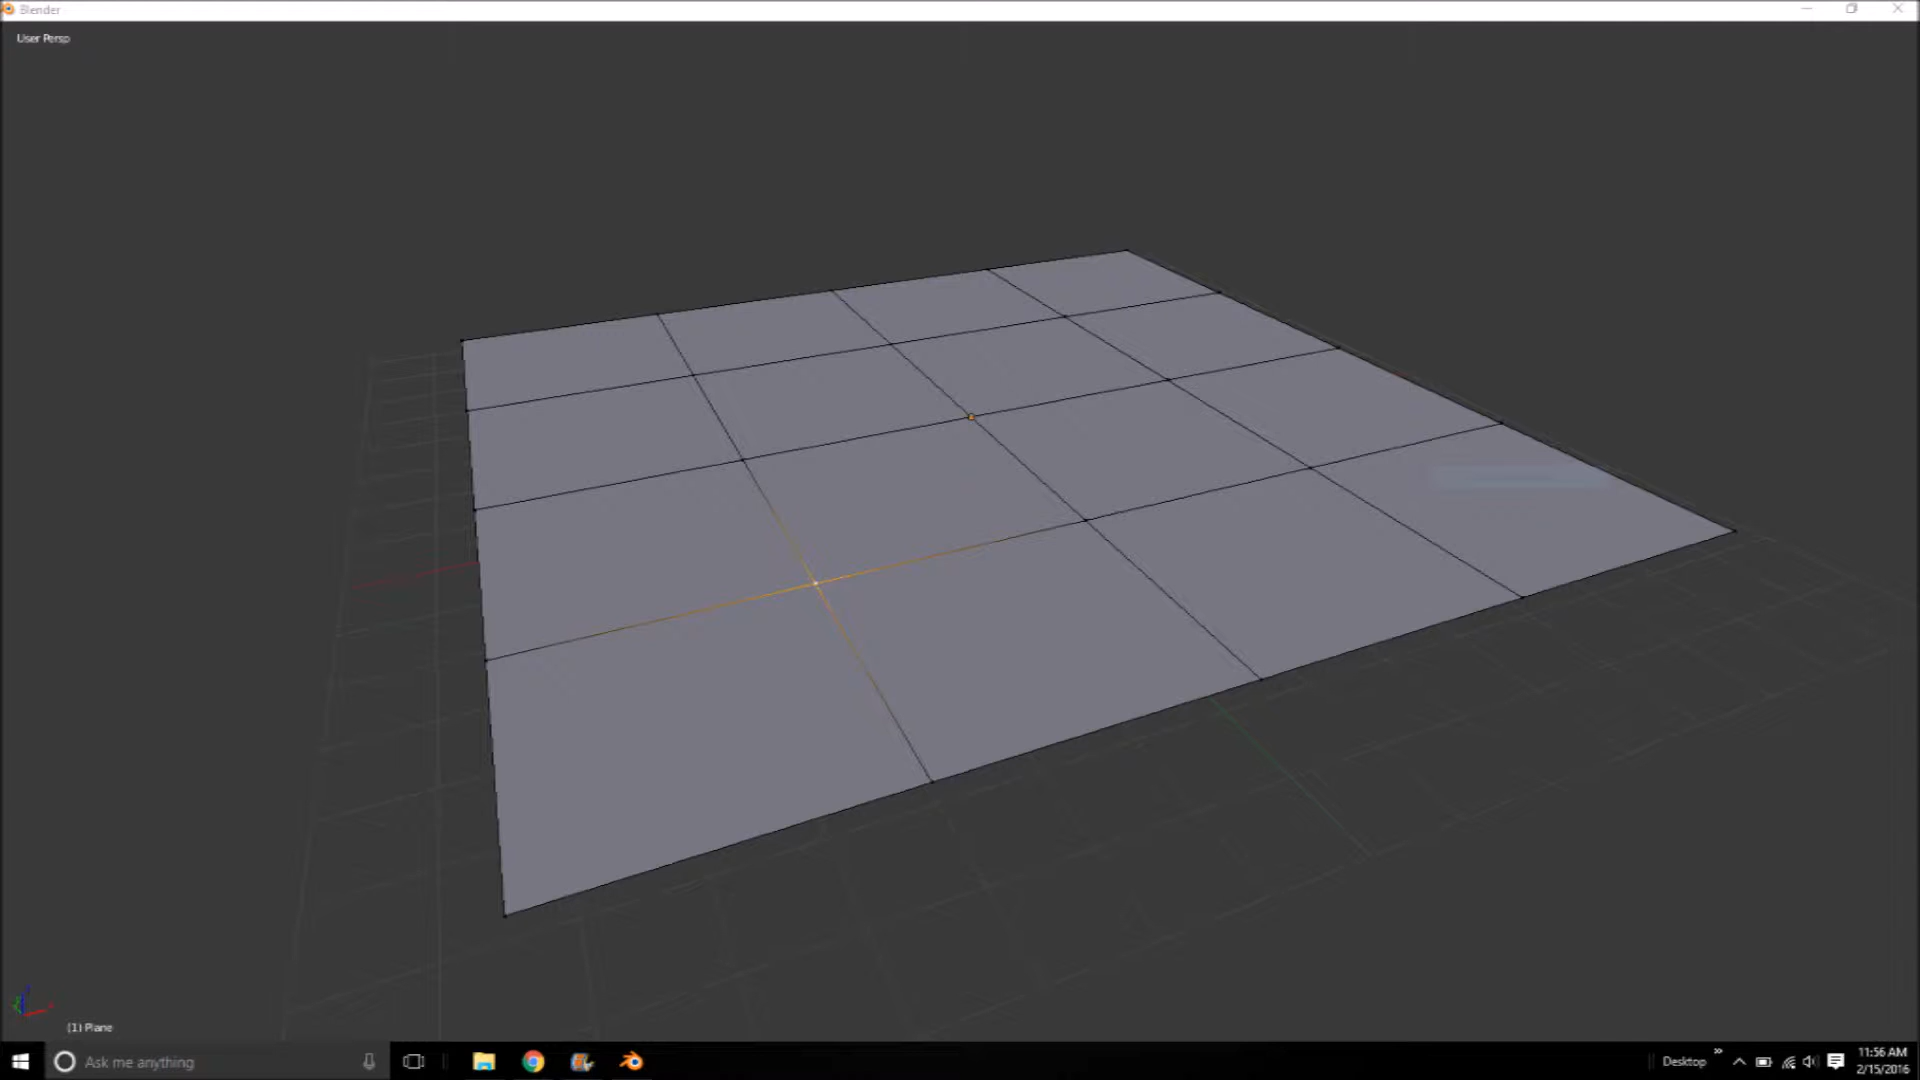 Blender
User Persp
(1) Plane
Ask me anything
Desktop
11:56 AM
2/15/2016